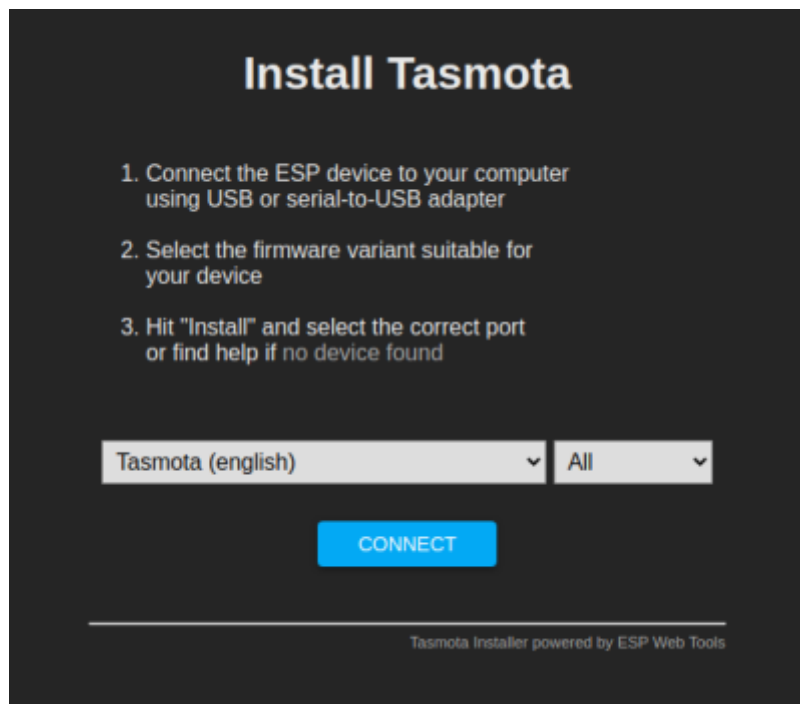 Install Tasmota
1. Connect the ESP device to your computer
using USB or serial-to-USB adapter
2. Select the firmware variant suitable for
your device
3. Hit "Install" and select the correct port
or find help if no device found
Tasmota (english)
All
CONNECT
Tasmota Installer powered by ESP Web Tools